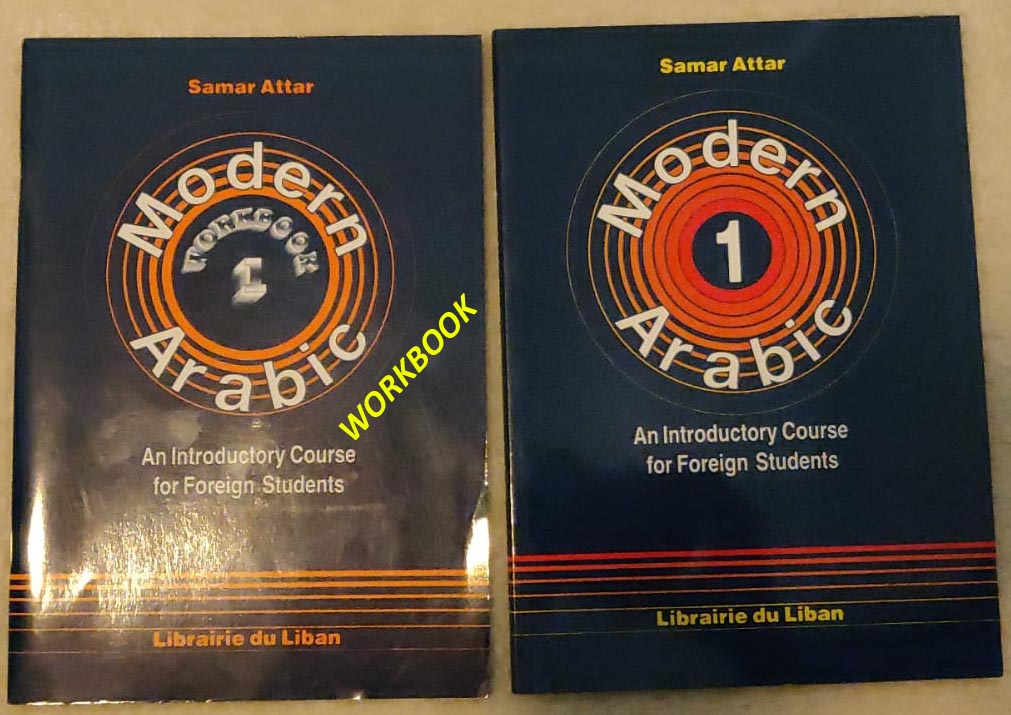 Samar Attar
Modern
WORKBOOK
1
Arabic
An Introductory Course
for Foreign Students
Librairie du Liban
WORKBOOK
Samar Attar
Modern
1
Arabic
An Introductory Course
for Foreign Students
Librairie du Liban